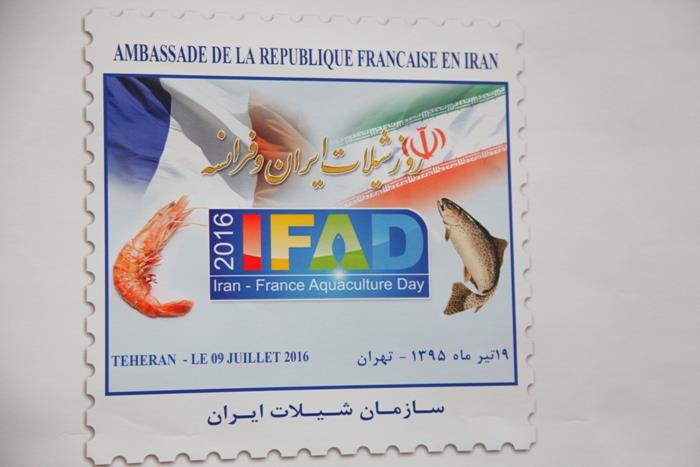 AMBASSADE DE LA REPUBLIQUE FRANCAISE EN IRAN
روز شیلات ایران و فرانسه
2016 IFAD
Iran - France Aquaculture Day
TEHERAN - LE 09 JUILLET 2016
۱۹ تیر ماه ۱۳۹۵ - تهران
سازمان شیلات ایران